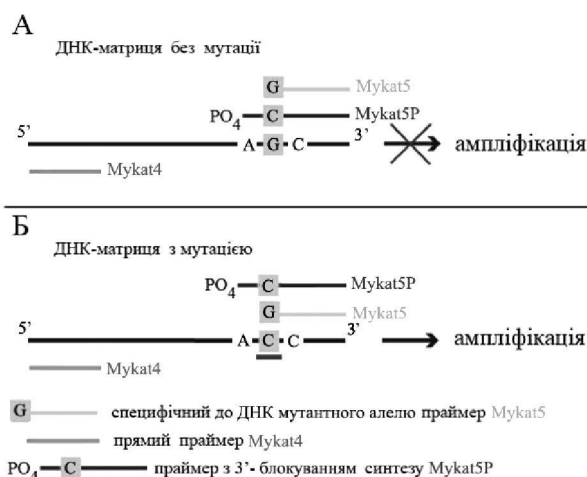 А
ДНК-матриця без мутації
G Mykat5
PO4 C Mykat5P
5' A G C 3' ампліфікація
Mykat4
Б
ДНК-матриця з мутацією
PO4 C Mykat5P
G Mykat5
5' A C C 3' ампліфікація
Mykat4
G специфічний до ДНК мутантного алелю праймер Mykat5
прямий праймер Mykat4
PO4 C праймер з 3'- блокуванням синтезу Mykat5P